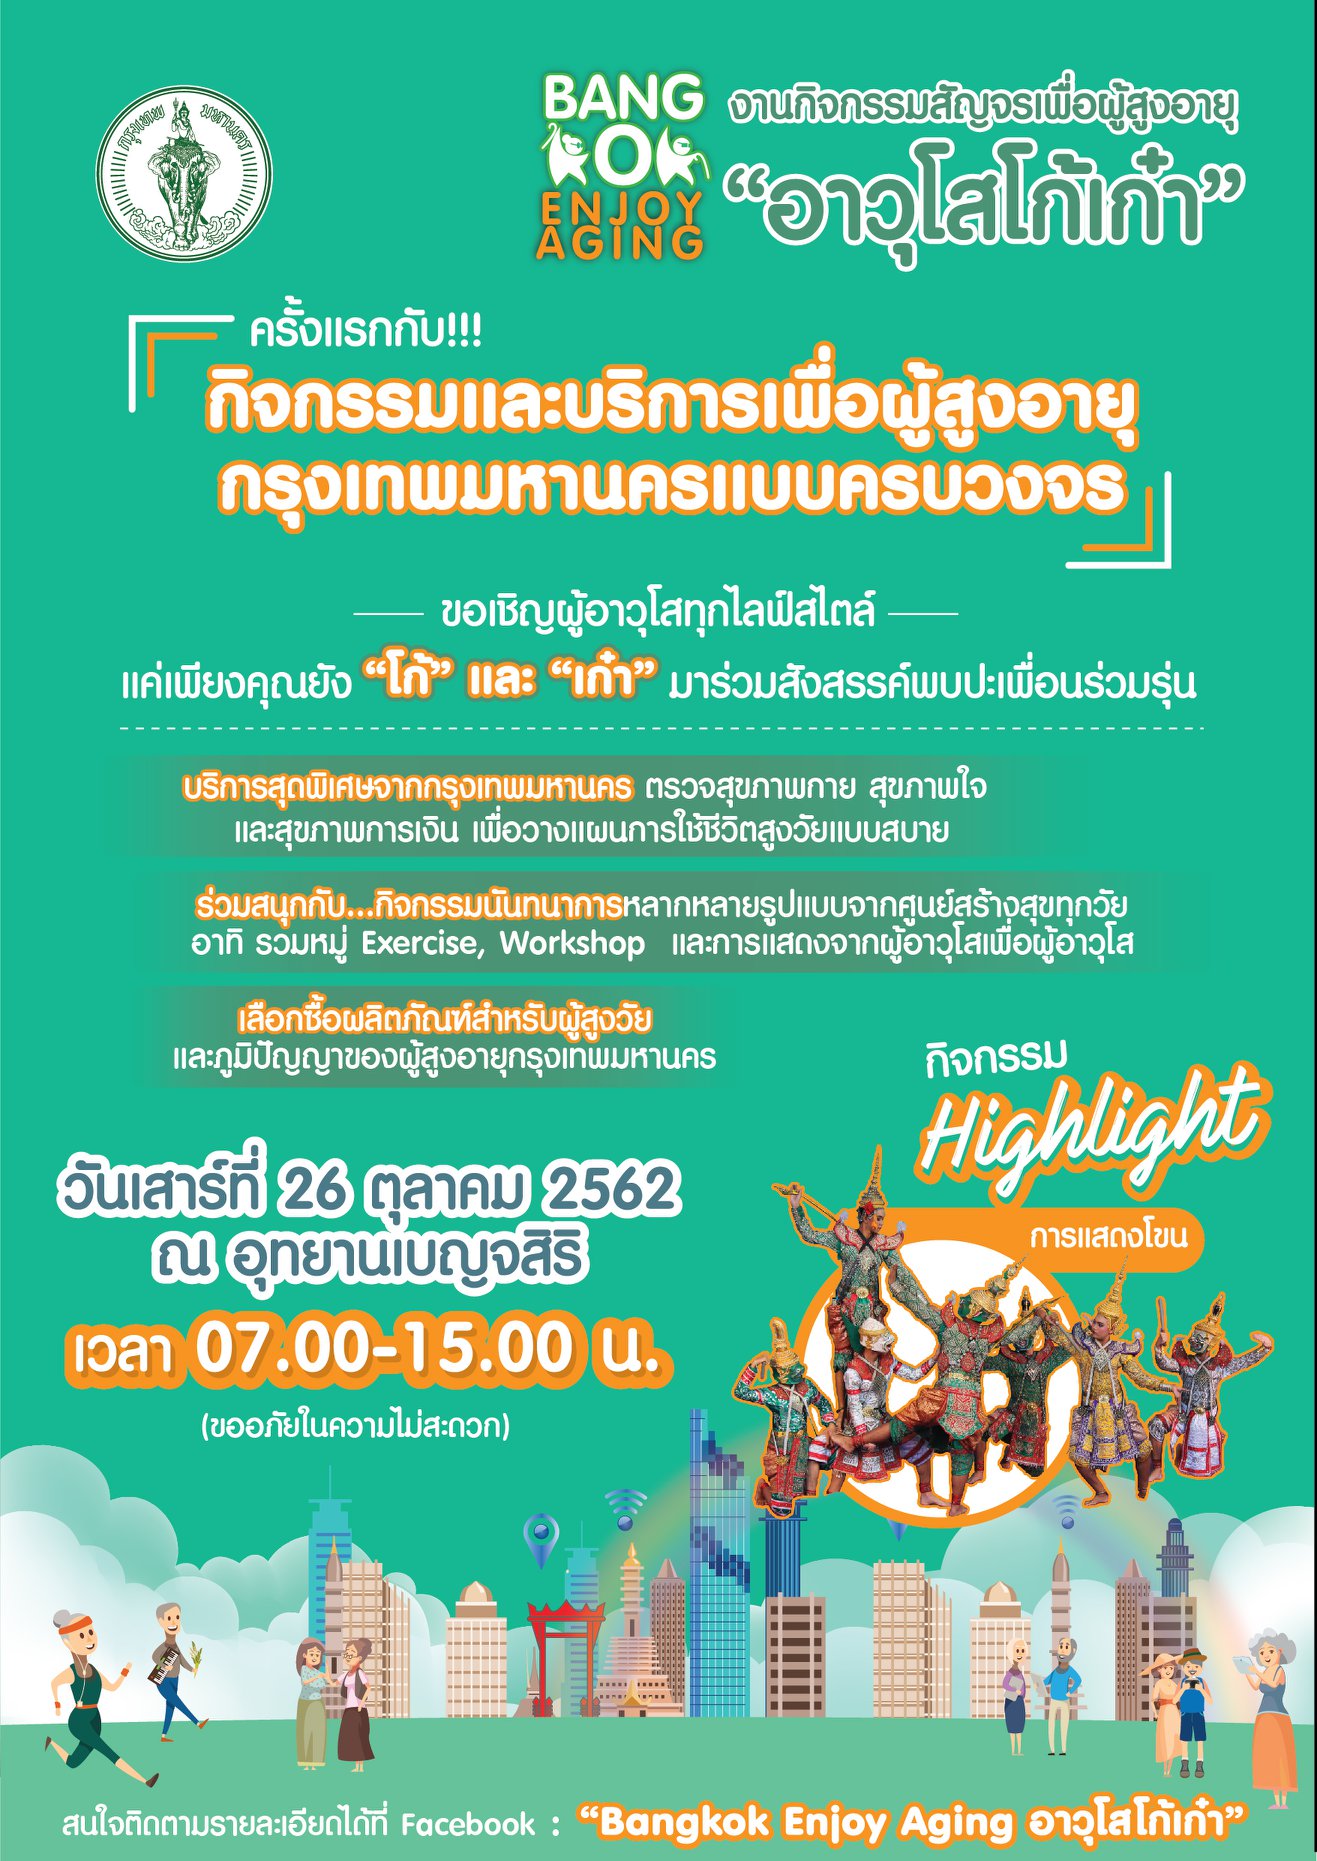 กรุงเทพ มหานคร
BANG
KOK
ENJOY
AGING
งานกิจกรรมสัญจรเพื่อผู้สูงอายุ
“อาวุโสโก้เก๋า”
ครั้งแรกกับ!!!
กิจกรรมและบริการเพื่อผู้สูงอายุ
กรุงเทพมหานครแบบครบวงจร
ขอเชิญผู้อาวุโสทุกไลฟ์สไตล์
แค่เพียงคุณยัง “โก้” และ “เก๋า” มาร่วมสังสรรค์พบปะเพื่อนร่วมรุ่น
บริการสุดพิเศษจากกรุงเทพมหานคร ตรวจสุขภาพกาย สุขภาพใจ
และสุขภาพการเงิน เพื่อวางแผนการใช้ชีวิตสูงวัยแบบสบาย
ร่วมสนุกกับ...กิจกรรมนันทนาการหลากหลายรูปแบบจากศูนย์สร้างสุขทุกวัย
อาทิ รวมหมู่ Exercise, Workshop และการแสดงจากผู้อาวุโสเพื่อผู้อาวุโส
เลือกซื้อผลิตภัณฑ์สำหรับผู้สูงวัย
และภูมิปัญญาของผู้สูงอายุกรุงเทพมหานคร
กิจกรรม
Highlight
การแสดงโขน
วันเสาร์ที่ 26 ตุลาคม 2562
ณ อุทยานเบญจสิริ
เวลา 07.00-15.00 น.
(ขออภัยในความไม่สะดวก)
สนใจติดตามรายละเอียดได้ที่ Facebook : “Bangkok Enjoy Aging อาวุโสโก้เก๋า”